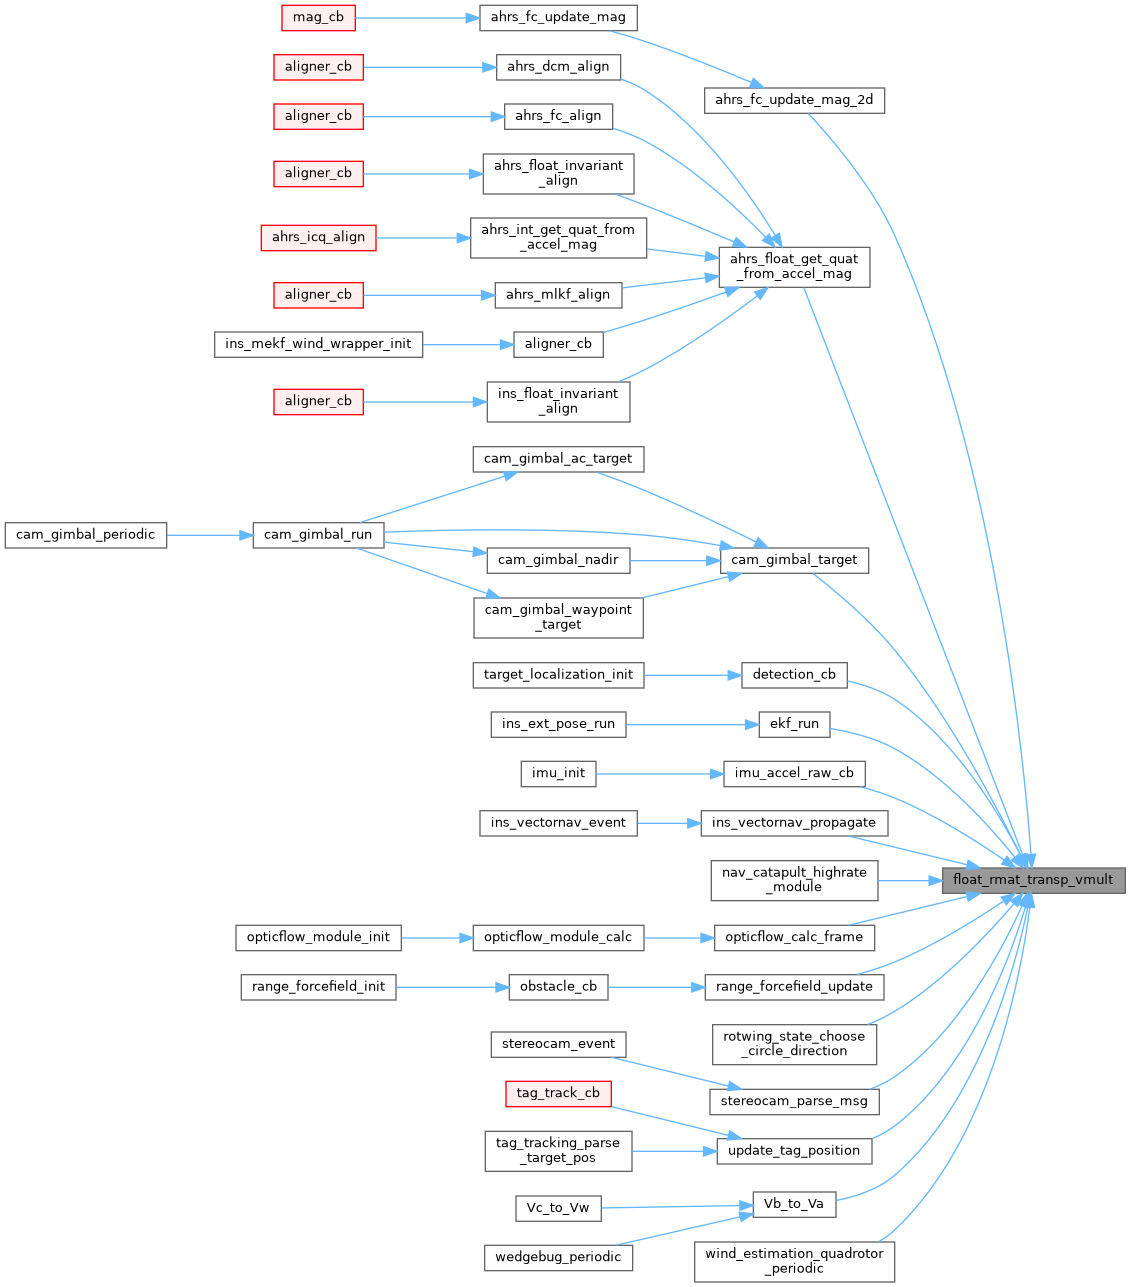 mag_cb
ahrs_fc_update_mag
aligner_cb
ahrs_dcm_align
ahrs_fc_update_mag_2d
aligner_cb
ahrs_fc_align
aligner_cb
ahrs_float_invariant
_align
ahrs_icq_align
ahrs_int_get_quat_from
_accel_mag
ahrs_float_get_quat
_from_accel_mag
aligner_cb
ahrs_mlkf_align
ins_mekf_wind_wrapper_init
aligner_cb
aligner_cb
ins_float_invariant
_align
cam_gimbal_ac_target
cam_gimbal_periodic
cam_gimbal_run
cam_gimbal_nadir
cam_gimbal_target
cam_gimbal_waypoint
_target
target_localization_init
detection_cb
ins_ext_pose_run
ekf_run
imu_init
imu_accel_raw_cb
ins_vectornav_event
ins_vectornav_propagate
nav_catapult_highrate
_module
float_rmat_transp_vmult
opticflow_module_init
opticflow_module_calc
opticflow_calc_frame
range_forcefield_init
obstacle_cb
range_forcefield_update
rotwing_state_choose
_circle_direction
stereocam_event
stereocam_parse_msg
tag_track_cb
tag_tracking_parse
_target_pos
update_tag_position
Vc_to_Vw
Vb_to_Va
wedgebug_periodic
wind_estimation_quadrotor
_periodic